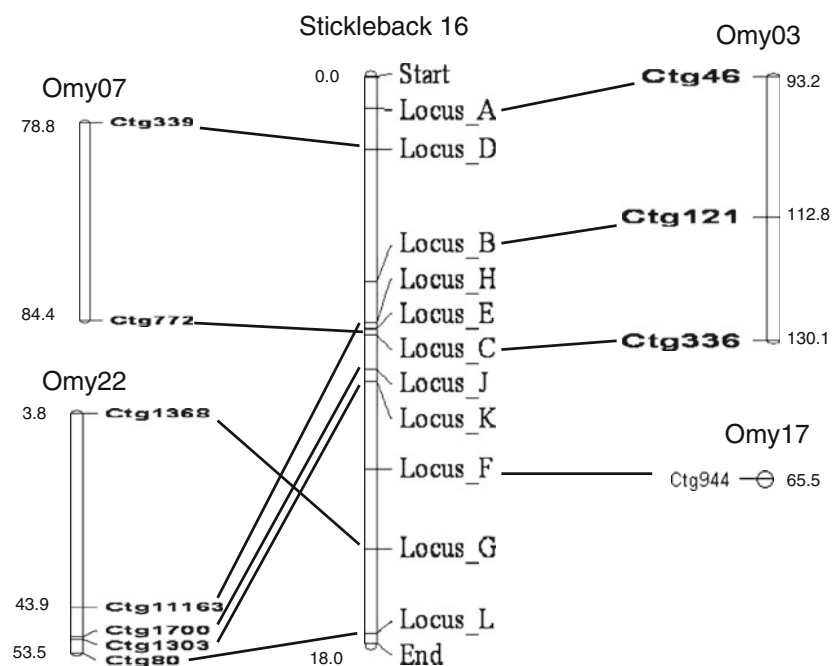 Stickleback 16
Omy03
Omy07
0.0
Start
Ctg46
93.2
78.8
Ctg339
Locus_A
Locus_D
Locus_B
Ctg121
112.8
Locus_H
84.4
Ctg772
Locus_E
Locus_C
Ctg336
130.1
Omy22
Locus_J
3.8
Ctg1368
Locus_K
Omy17
Locus_F
Ctg944
65.5
Locus_G
43.9
Ctg11163
Ctg1700
Locus_L
Ctg1303
53.5
Ctg80
18.0
End